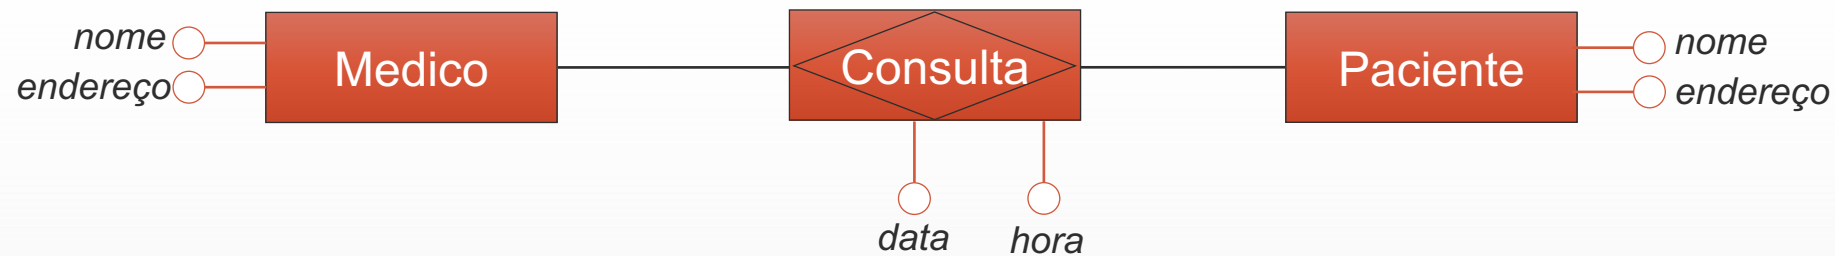 nome
endereço
Medico
Consulta
Paciente
nome
endereço
data
hora